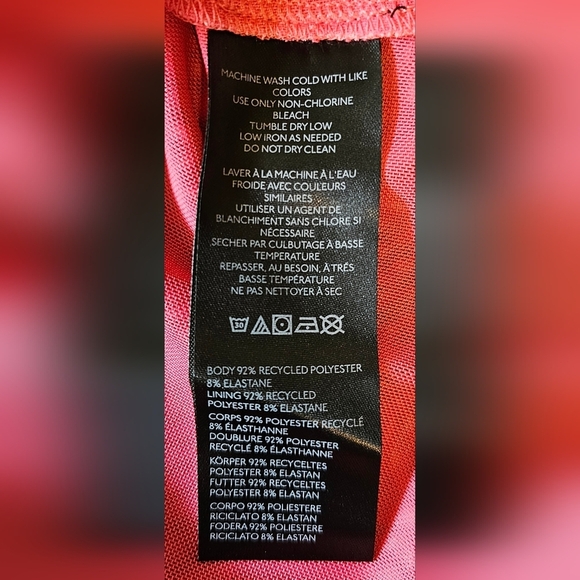 MACHINE WASH COLD WITH LIKE
COLORS
USE ONLY NON-CHLORINE
BLEACH
TUMBLE DRY LOW
LOW IRON AS NEEDED
DO NOT DRY CLEAN
LAVER À LA MACHINE À L'EAU
FROIDE AVEC COULEURS
SIMILAIRES
UTILISER UN AGENT DE
BLANCHIMENT SANS CHLORE SI
NÉCESSAIRE
SECHER PAR CULBUTAGE À BASSE
TEMPERATURE
REPASSER, AU BESOIN, À TRÉS
BASSE TEMPÉRATURE
NE PAS NETTOYER À SEC
30
BODY 92% RECYCLED POLYESTER
8% ELASTANE
LINING 92% RECYCLED
POLYESTER 8% ELASTANE
CORPS 92% POLYESTER RECYCLÉ
8% ÉLASTHANNE
DOUBLURE 92% POLYESTER
RECYCLÉ 8% ÉLASTHANNE
KÖRPER 92% RECYCELTES
POLYESTER 8% ELASTAN
FUTTER 92% RECYCELTES
POLYESTER 8% ELASTAN
CORPO 92% POLIESTERE
RICICLATO 8% ELASTAN
FODERA 92% POLIESTERE
RICICLATO 8% ELASTAN